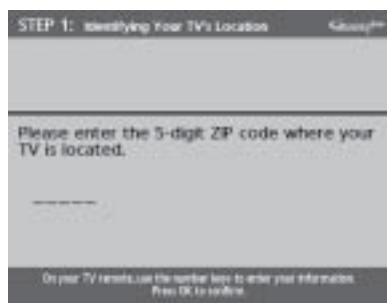 STEP 1: Identifying Your TV's Location
Please enter the 5-digit ZIP code where your
TV is located.
On your TV remote, use the number keys to enter your information.
Press OK to confirm.